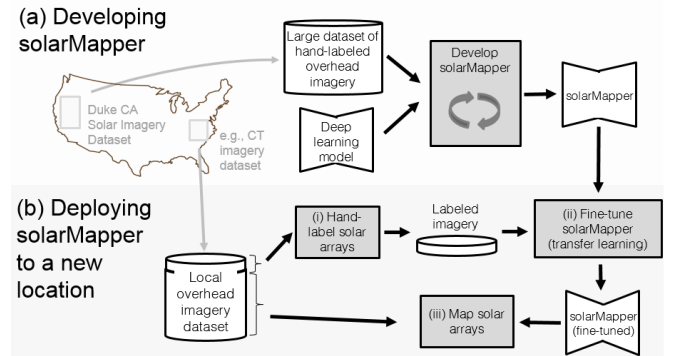 (a) Developing
solarMapper
Large dataset of
hand-labeled
overhead
imagery
Develop
solarMapper
solarMapper
Duke CA
Solar Imagery
Dataset
e.g., CT
imagery
dataset
Deep
learning
model
(b) Deploying
solarMapper
to a new
location
(i) Hand-
label solar
arrays
Labeled
imagery
(ii) Fine-tune
solarMapper
(transfer learning)
Local
overhead
imagery
dataset
(iii) Map solar
arrays
solarMapper
(fine-tuned)